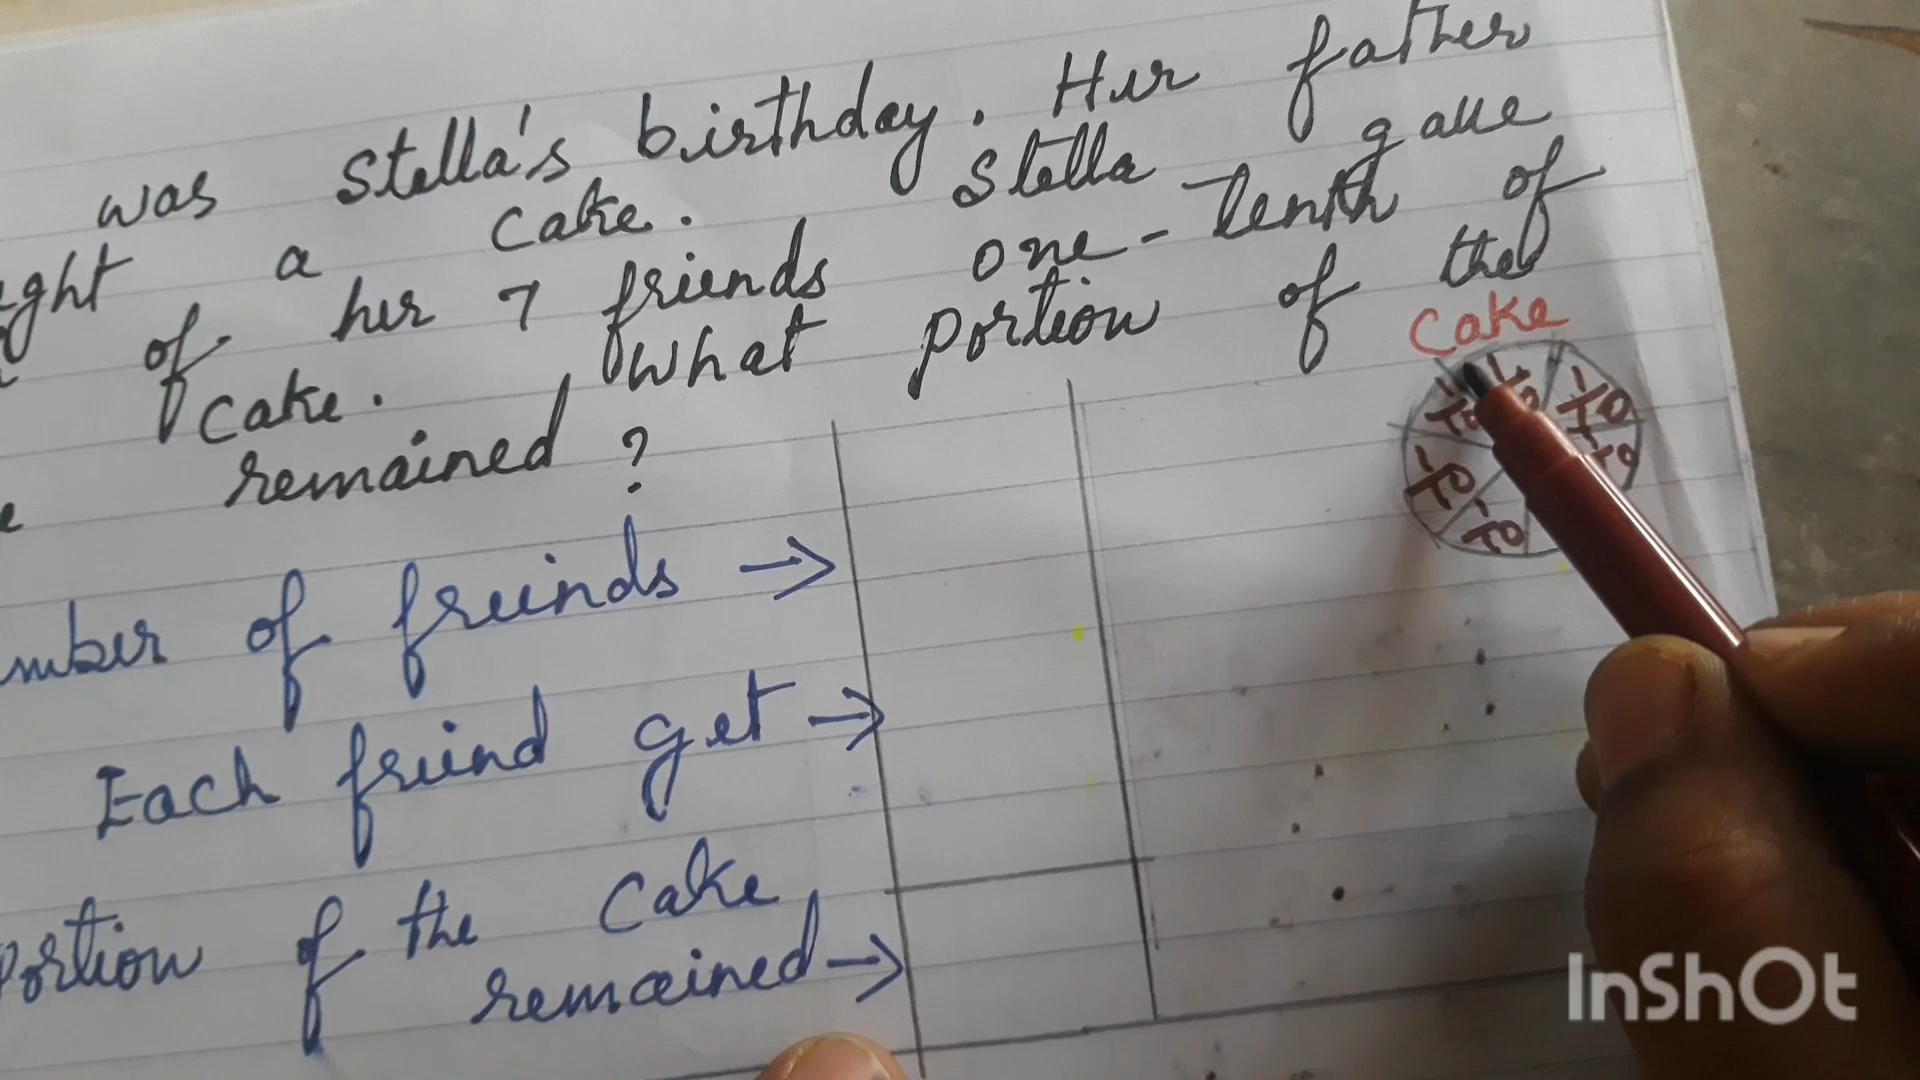 was Stella's birthday. Her father
ght a cake. Stella gave
of her 7 friends one-tenth of
cake. What portion of the
remained ?
Cake
mber of friends →
Each friend get →
portion of the cake
remained →
InShOt